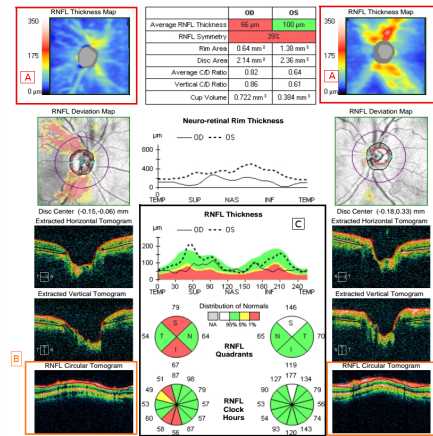 RNFL Thickness Map
350
175
0 µm
A
OD OS
Average RNFL Thickness 66 µm 100 µm
RNFL Symmetry 39%
Rim Area 0.64 mm² 1.38 mm²
Disc Area 2.14 mm² 2.36 mm²
Average C/D Ratio 0.82 0.64
Vertical C/D Ratio 0.86 0.61
Cup Volume 0.722 mm³ 0.384 mm³
RNFL Thickness Map
350
175
0 µm
A
RNFL Deviation Map
Disc Center (-0.15,-0.06) mm
Neuro-retinal Rim Thickness
µm
OD OS
800
400
0
TEMP SUP NAS INF TEMP
RNFL Deviation Map
Disc Center (-0.18,0.33) mm
Extracted Horizontal Tomogram
Extracted Vertical Tomogram
B
RNFL Circular Tomogram
RNFL Thickness
C
µm
OD OS
200
100
0
0 30 60 90 120 150 180 210 240
TEMP SUP NAS INF TEMP
Distribution of Normals
NA 95% 5% 1%
79
S
54 T N 64
I
67
RNFL
Quadrants
146
S
65 N T 70
I
119
87
51 98
49 79
53 57
60 57
58 87
56
RNFL
Clock
Hours
177
127 134
79
54
79
93 143
120
Extracted Horizontal Tomogram
Extracted Vertical Tomogram
RNFL Circular Tomogram